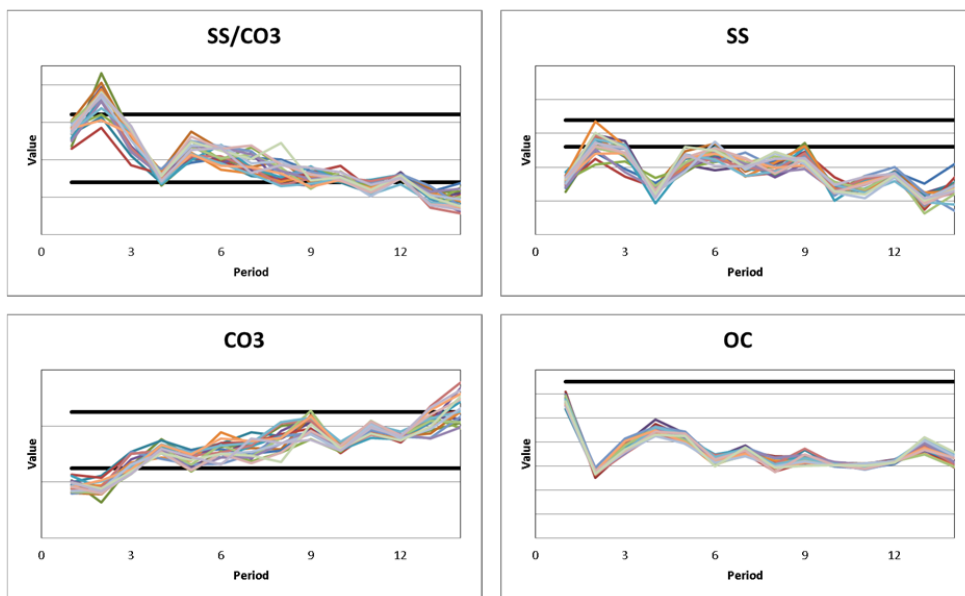 SS/CO3
Value
0 3 6 9 12
Period
SS
Value
0 3 6 9 12
Period
CO3
Value
0 3 6 9 12
Period
OC
Value
0 3 6 9 12
Period